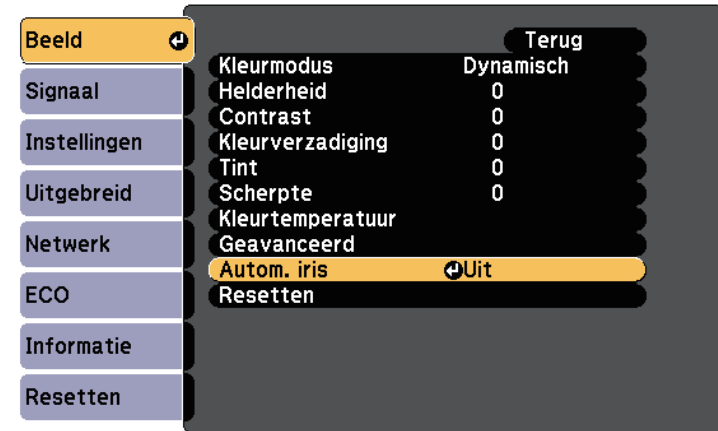 Beeld
Signaal
Instellingen
Uitgebreid
Netwerk
ECO
Informatie
Resetten
Terug
Kleurmodus Dynamisch
Helderheid 0
Contrast 0
Kleurverzadiging 0
Tint 0
Scherpte 0
Kleurtemperatuur
Geavanceerd
Autom. iris Uit
Resetten